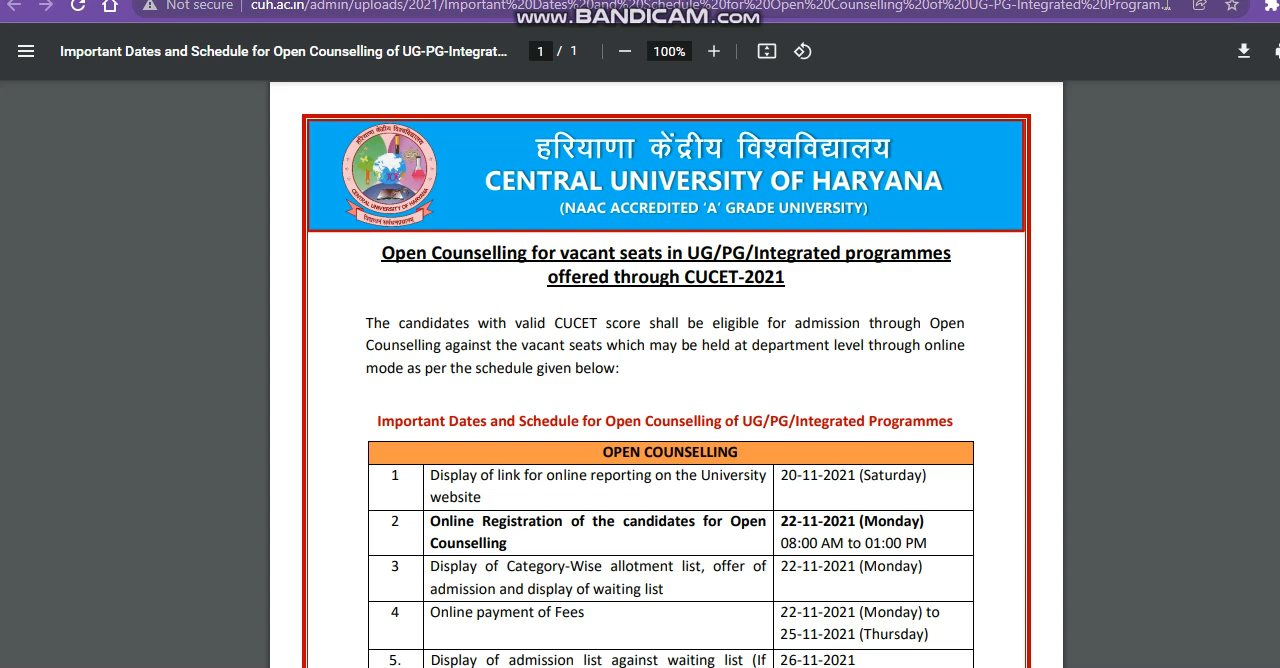 Not secure | cuh.ac.in/admin/uploads/2021/Important%20Dates%20and%20Schedule%20for%20Open%20Counselling%20of%20UG-PG-Integrated%20Program...
www.BANDICAM.com
Important Dates and Schedule for Open Counselling of UG-PG-Integrat... 1 / 1 100%
हरियाणा केंद्रीय विश्वविद्यालय
CENTRAL UNIVERSITY OF HARYANA
(NAAC ACCREDITED ‘A’ GRADE UNIVERSITY)
हरियाणा केंद्रीय विश्वविद्यालय
CENTRAL UNIVERSITY OF HARYANA
Open Counselling for vacant seats in UG/PG/Integrated programmes
offered through CUCET-2021
The candidates with valid CUCET score shall be eligible for admission through Open
Counselling against the vacant seats which may be held at department level through online
mode as per the schedule given below:
Important Dates and Schedule for Open Counselling of UG/PG/Integrated Programmes
OPEN COUNSELLING
1 Display of link for online reporting on the University 20-11-2021 (Saturday)
website
2 Online Registration of the candidates for Open 22-11-2021 (Monday)
Counselling 08:00 AM to 01:00 PM
3 Display of Category-Wise allotment list, offer of 22-11-2021 (Monday)
admission and display of waiting list
4 Online payment of Fees 22-11-2021 (Monday) to
25-11-2021 (Thursday)
5. Display of admission list against waiting list (If 26-11-2021